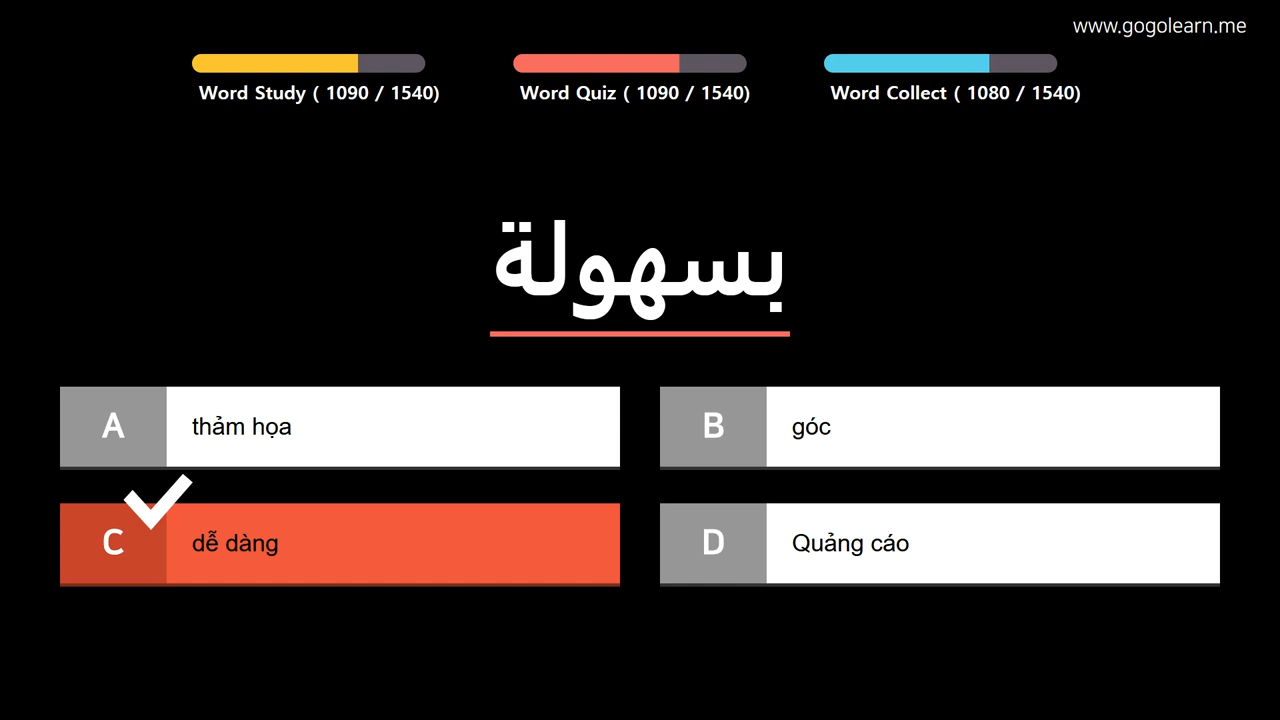 www.gogolearn.me
Word Study ( 1090 / 1540)
Word Quiz ( 1090 / 1540)
Word Collect ( 1080 / 1540)
بسهولة
A thảm họa
B góc
C dễ dàng
D Quảng cáo